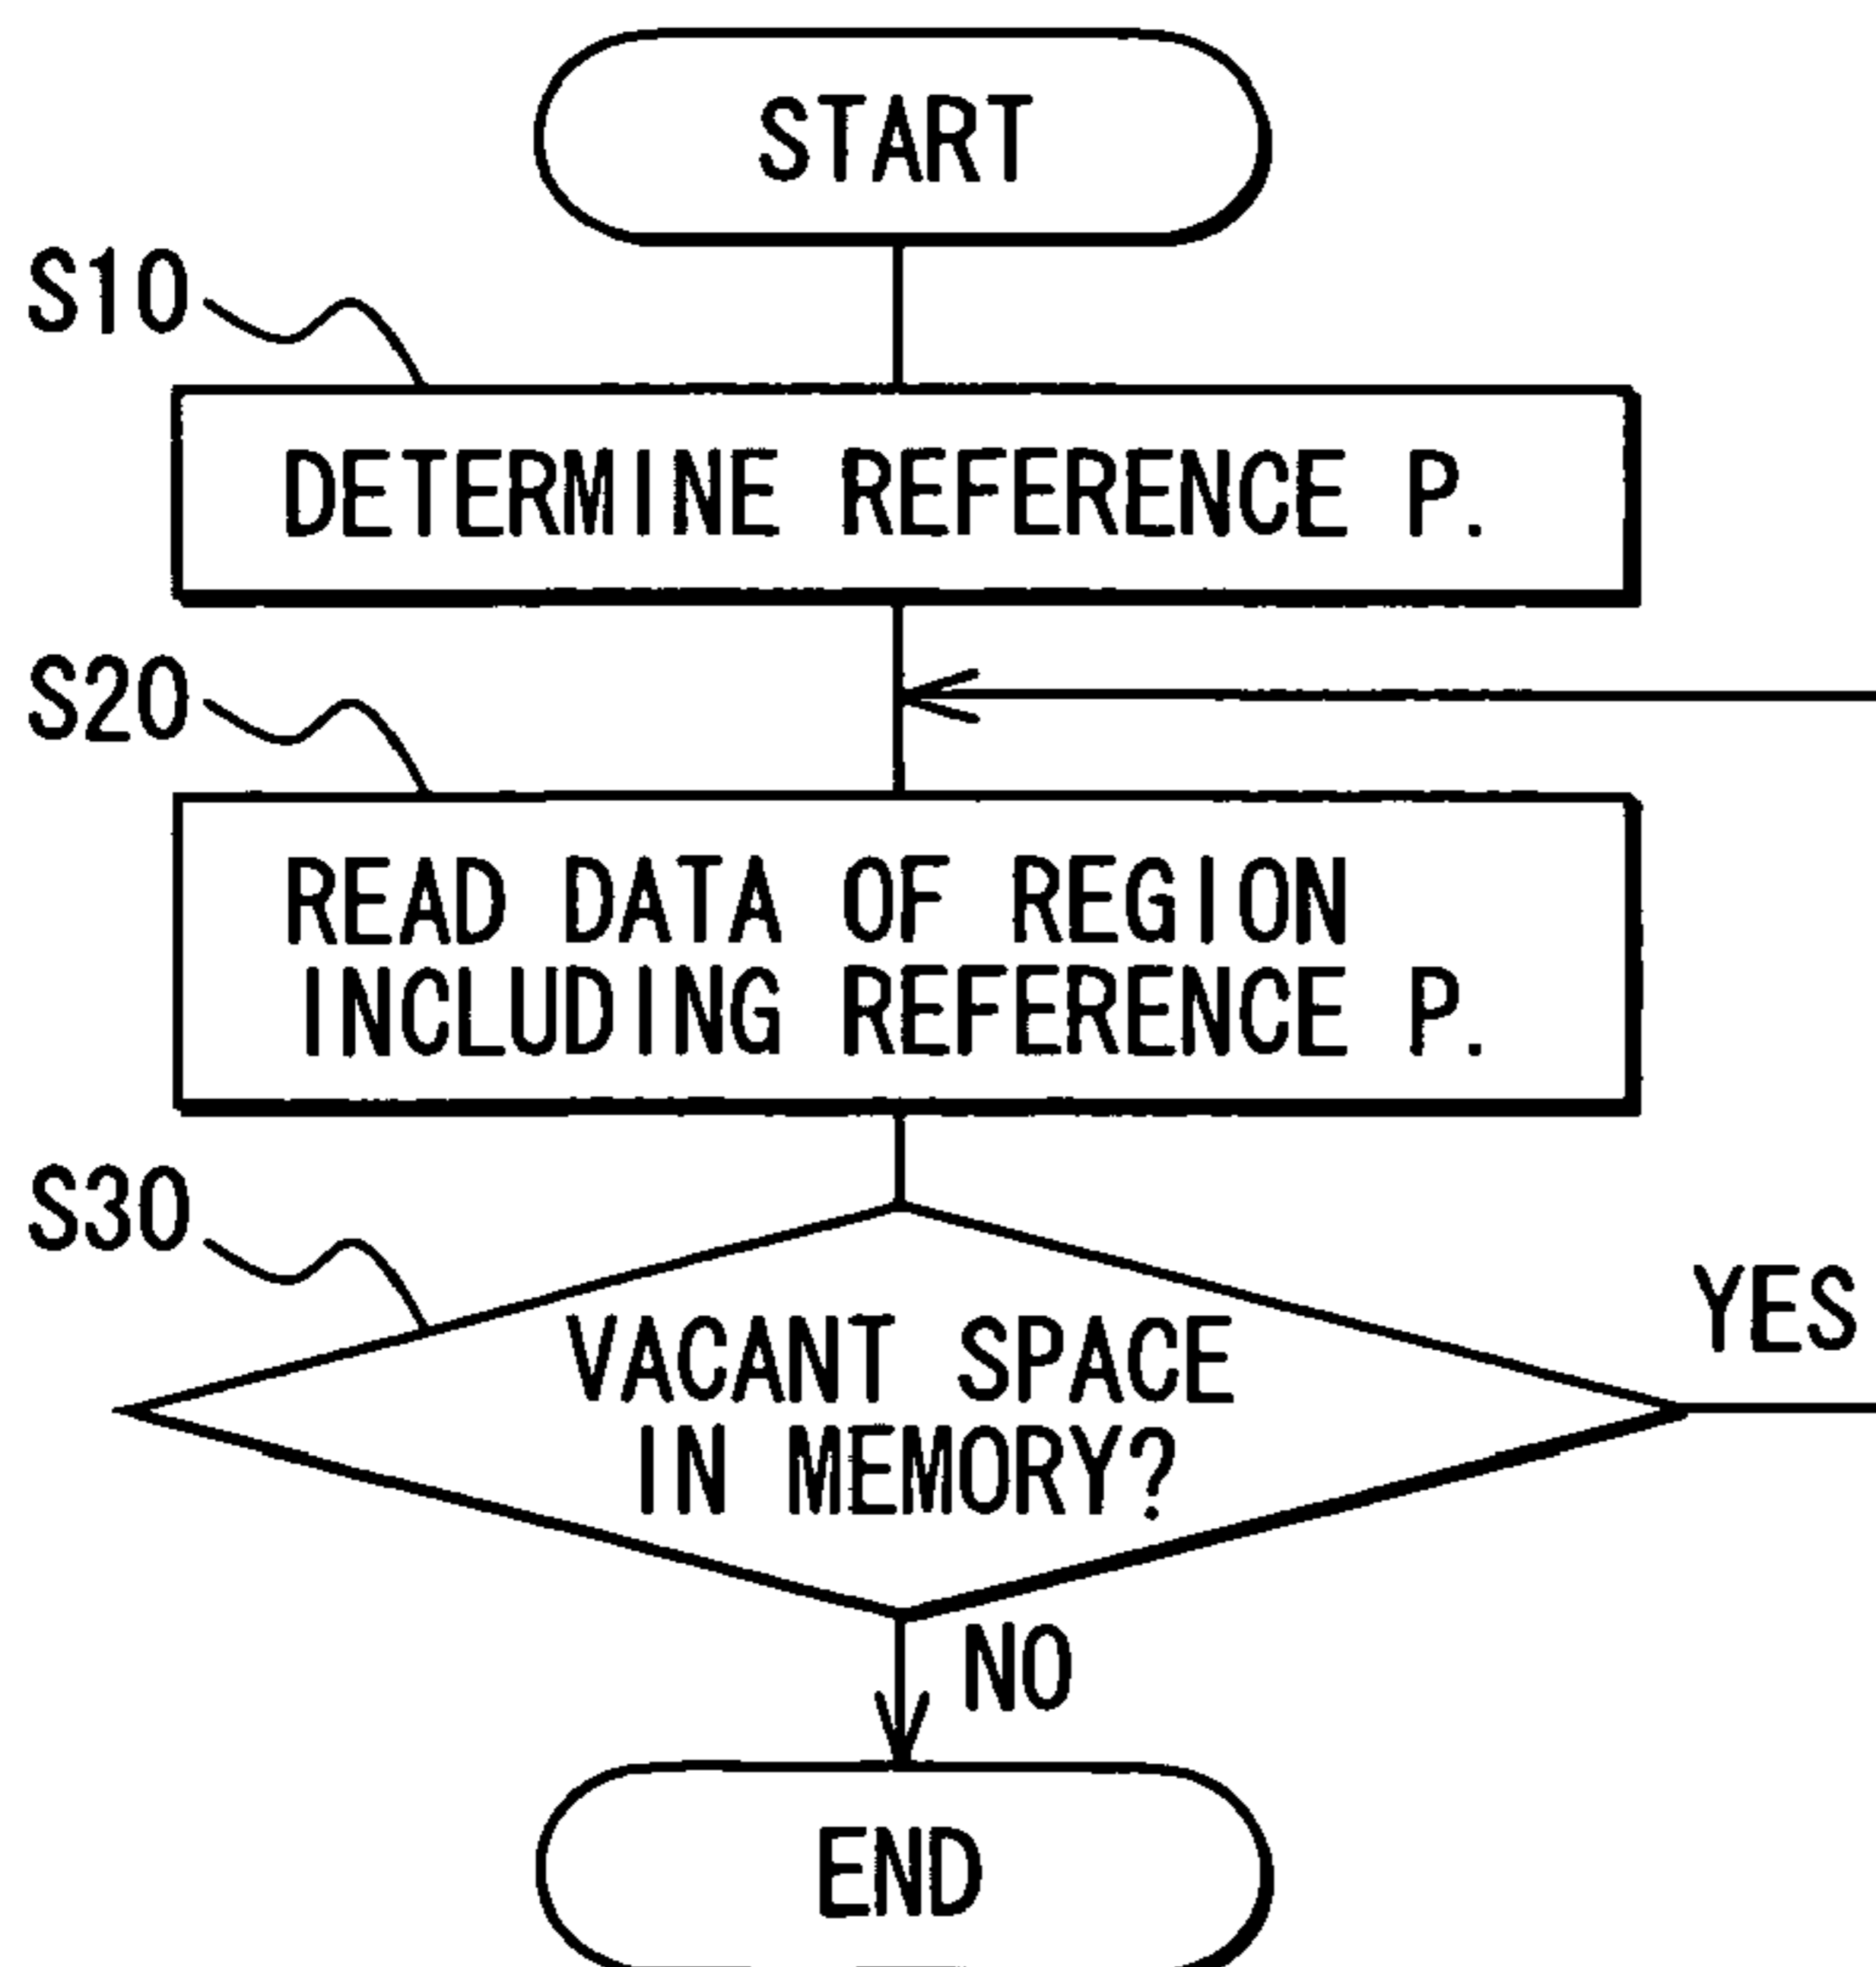 START
S10
DETERMINE REFERENCE P.
S20
READ DATA OF REGION
INCLUDING REFERENCE P.
S30
VACANT SPACE
IN MEMORY?
YES
NO
END